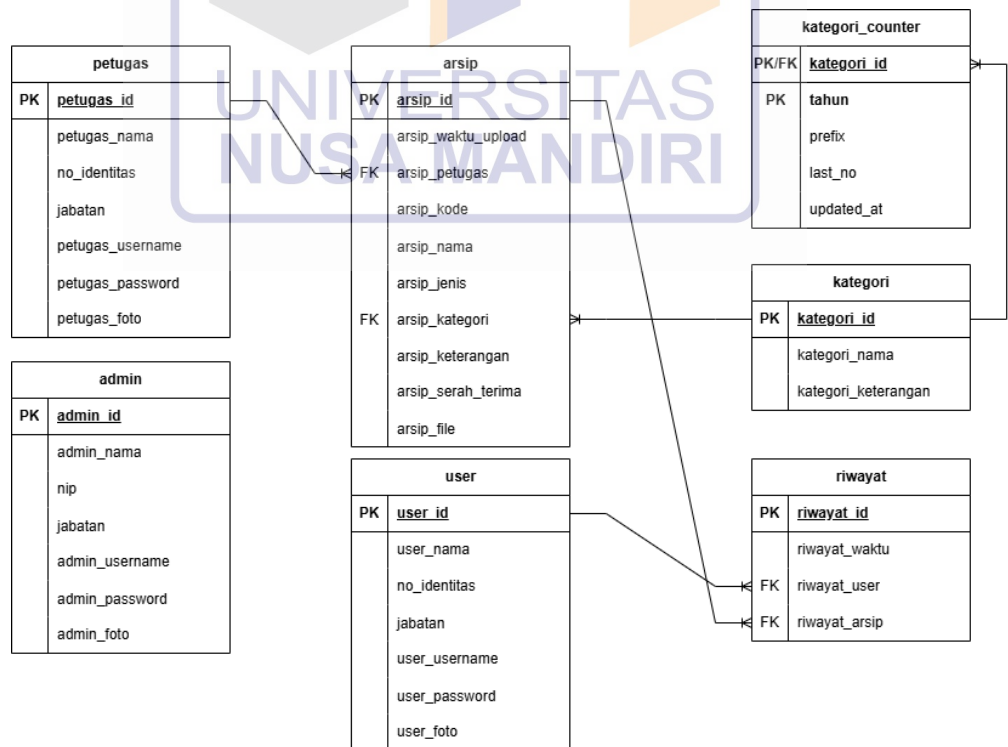 UNIVERSITAS
NUSA MANDIRI
petugas
PK petugas_id
petugas_nama
no_identitas
jabatan
petugas_username
petugas_password
petugas_foto
admin
PK admin_id
admin_nama
nip
jabatan
admin_username
admin_password
admin_foto
arsip
PK arsip_id
arsip_waktu_upload
FK arsip_petugas
arsip_kode
arsip_nama
arsip_jenis
FK arsip_kategori
arsip_keterangan
arsip_serah_terima
arsip_file
user
PK user_id
user_nama
no_identitas
jabatan
user_username
user_password
user_foto
kategori_counter
PK/FK kategori_id
PK tahun
prefix
last_no
updated_at
kategori
PK kategori_id
kategori_nama
kategori_keterangan
riwayat
PK riwayat_id
riwayat_waktu
FK riwayat_user
FK riwayat_arsip